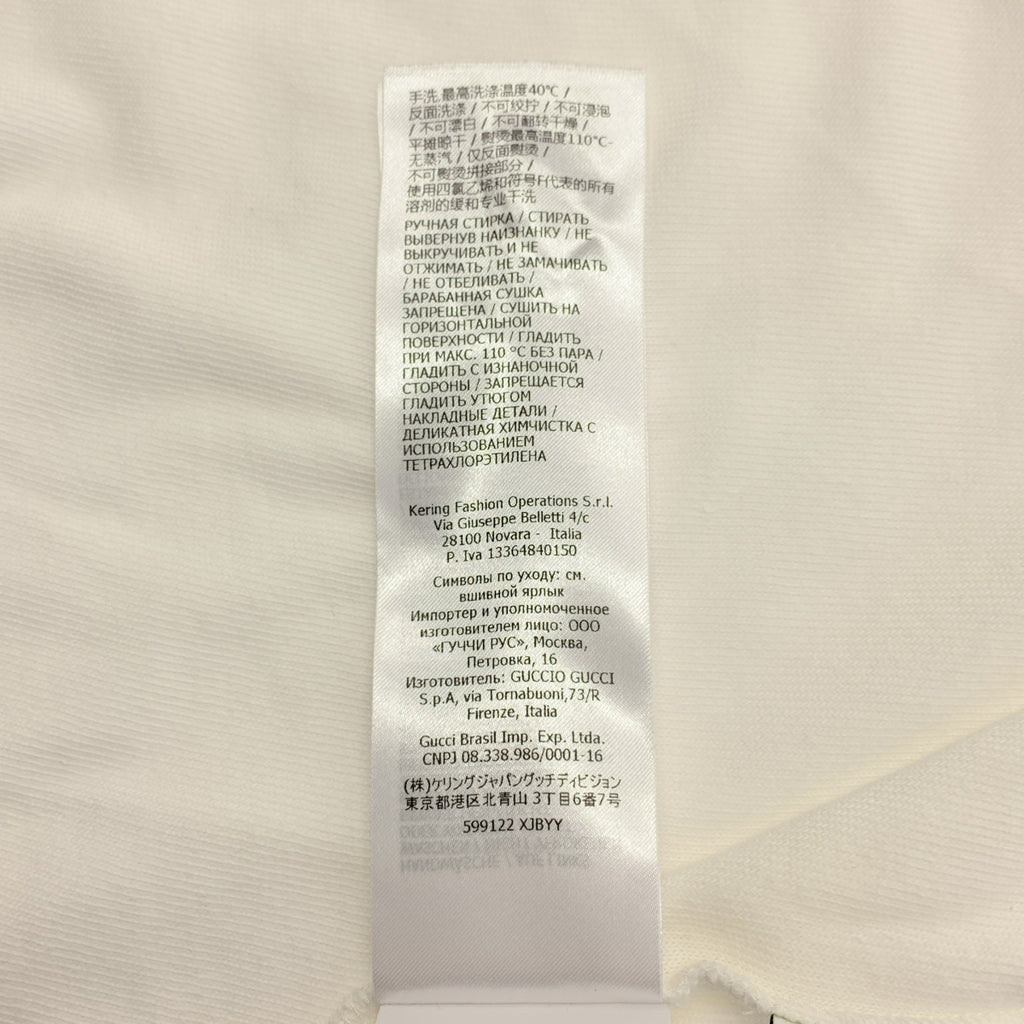 手洗,最高洗涤温度40°C /
反面洗涤 / 不可绞拧 / 不可浸泡
/ 不可漂白 / 不可翻转干燥 /
平摊晾干 / 熨烫最高温度110°C-
无蒸汽 / 仅反面熨烫 /
不可熨烫拼接部分 /
使用四氯乙烯和符号F代表的所有
溶剂的缓和专业干洗
РУЧНАЯ СТИРКА / СТИРАТЬ
ВЫВЕРНУВ НАИЗНАНКУ / НЕ
ВЫКРУЧИВАТЬ И НЕ
ОТЖИМАТЬ / НЕ ЗАМАЧИВАТЬ
/ НЕ ОТБЕЛИВАТЬ /
БАРАБАННАЯ СУШКА
ЗАПРЕЩЕНА / СУШИТЬ НА
ГОРИЗОНТАЛЬНОЙ
ПОВЕРХНОСТИ / ГЛАДИТЬ
ПРИ МАКС. 110 °C БЕЗ ПАРА /
ГЛАДИТЬ С ИЗНАНОЧНОЙ
СТОРОНЫ / ЗАПРЕЩАЕТСЯ
ГЛАДИТЬ УТЮГОМ
НАКЛАДНЫЕ ДЕТАЛИ /
ДЕЛИКАТНАЯ ХИМЧИСТКА С
ИСПОЛЬЗОВАНИЕМ
ТЕТРАХЛОРЭТИЛЕНА
Kering Fashion Operations S.r.l.
Via Giuseppe Belletti 4/c
28100 Novara - Italia
P. Iva 13364840150
Символы по уходу: см.
вшивной ярлык
Импортер и уполномоченное
изготовителем лицо: ООО
«ГУЧЧИ РУС», Москва,
Петровка, 16
Изготовитель: GUCCIO GUCCI
S.p.A, via Tornabuoni,73/R
Firenze, Italia
Gucci Brasil Imp. Exp. Ltda.
CNPJ 08.338.986/0001-16
(株)ケリングジャパングッチディビジョン
東京都港区北青山 3丁目6番7号
599122 XJBYY